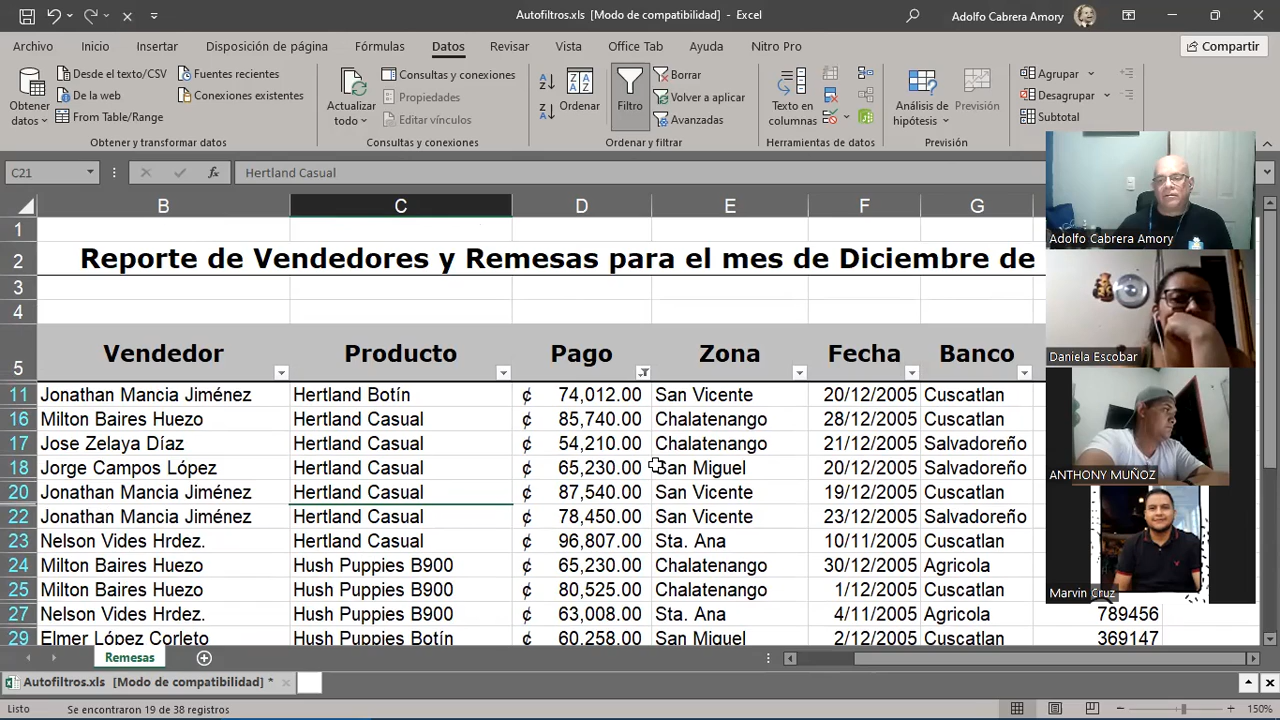 Autofiltros.xls [Modo de compatibilidad] - Excel
Adolfo Cabrera Amory
Archivo Inicio Insertar Disposición de página Fórmulas Datos Revisar Vista Office Tab Ayuda Nitro Pro Compartir
Obtener datos
Desde el texto/CSV
De la web
From Table/Range
Fuentes recientes
Conexiones existentes
Obtener y transformar datos
Actualizar todo
Consultas y conexiones
Propiedades
Editar vínculos
Consultas y conexiones
Ordenar
Filtro
Borrar
Volver a aplicar
Avanzadas
Ordenar y filtrar
Texto en columnas
Herramientas de datos
Análisis de hipótesis
Previsión
Previsión
Agrupar
Desagrupar
Subtotal
C21 fx Hertland Casual
B C D E F G
1
2 Reporte de Vendedores y Remesas para el mes de Diciembre de
3
4
5 Vendedor Producto Pago Zona Fecha Banco
11 Jonathan Mancia Jiménez Hertland Botín ¢ 74,012.00 San Vicente 20/12/2005 Cuscatlan
16 Milton Baires Huezo Hertland Casual ¢ 85,740.00 Chalatenango 28/12/2005 Cuscatlan
17 Jose Zelaya Díaz Hertland Casual ¢ 54,210.00 Chalatenango 21/12/2005 Salvadoreño
18 Jorge Campos López Hertland Casual ¢ 65,230.00 San Miguel 20/12/2005 Salvadoreño
20 Jonathan Mancia Jiménez Hertland Casual ¢ 87,540.00 San Vicente 19/12/2005 Cuscatlan
22 Jonathan Mancia Jiménez Hertland Casual ¢ 78,450.00 San Vicente 23/12/2005 Salvadoreño
23 Nelson Vides Hrdez. Hertland Casual ¢ 96,807.00 Sta. Ana 10/11/2005 Cuscatlan
24 Milton Baires Huezo Hush Puppies B900 ¢ 65,230.00 Chalatenango 30/12/2005 Agricola
25 Milton Baires Huezo Hush Puppies B900 ¢ 80,525.00 Chalatenango 1/12/2005 Cuscatlan
27 Nelson Vides Hrdez. Hush Puppies B900 ¢ 63,008.00 Sta. Ana 4/11/2005 Agricola 789456
29 Elmer López Corleto Hush Puppies Botín ¢ 60,258.00 San Miguel 2/12/2005 Cuscatlan 369147
Adolfo Cabrera Amory
Daniela Escobar
ANTHONY MUÑOZ
Marvin Cruz
Remesas
Autofiltros.xls [Modo de compatibilidad] *
Listo Se encontraron 19 de 38 registros 150%